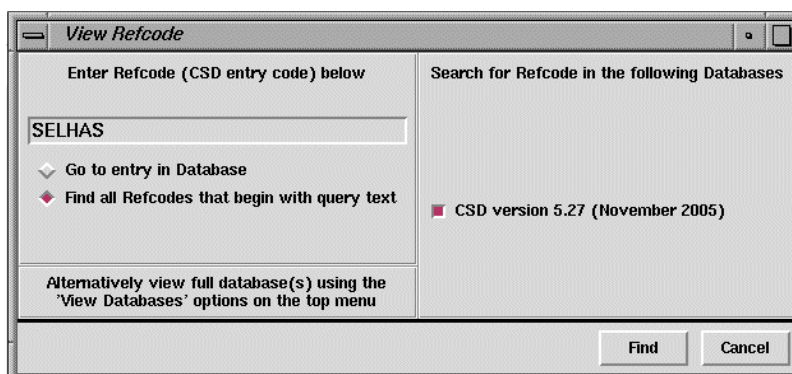 View Refcode
Enter Refcode (CSD entry code) below
SELHAS
Go to entry in Database
Find all Refcodes that begin with query text
Alternatively view full database(s) using the
'View Databases' options on the top menu
Search for Refcode in the following Databases
CSD version 5.27 (November 2005)
Find
Cancel